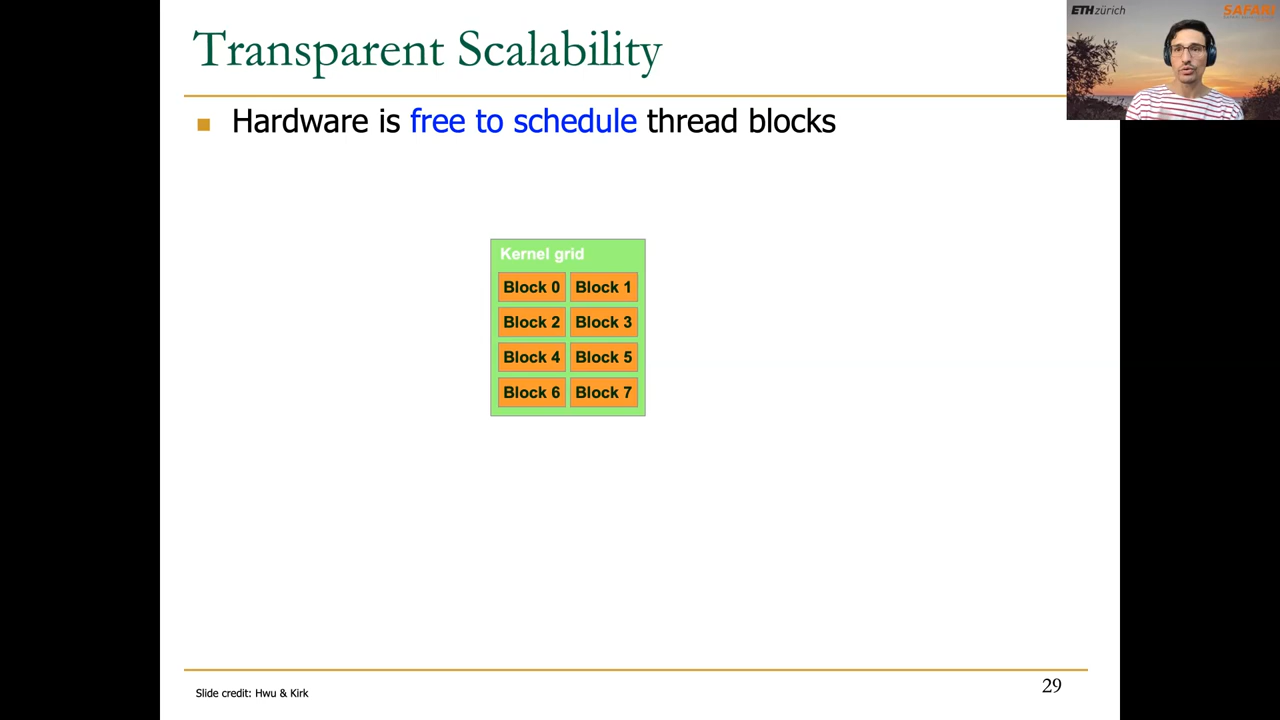 Transparent Scalability
ETH zürich
SAFARI
Hardware is free to schedule thread blocks
Kernel grid
Block 0 Block 1
Block 2 Block 3
Block 4 Block 5
Block 6 Block 7
Slide credit: Hwu & Kirk
29